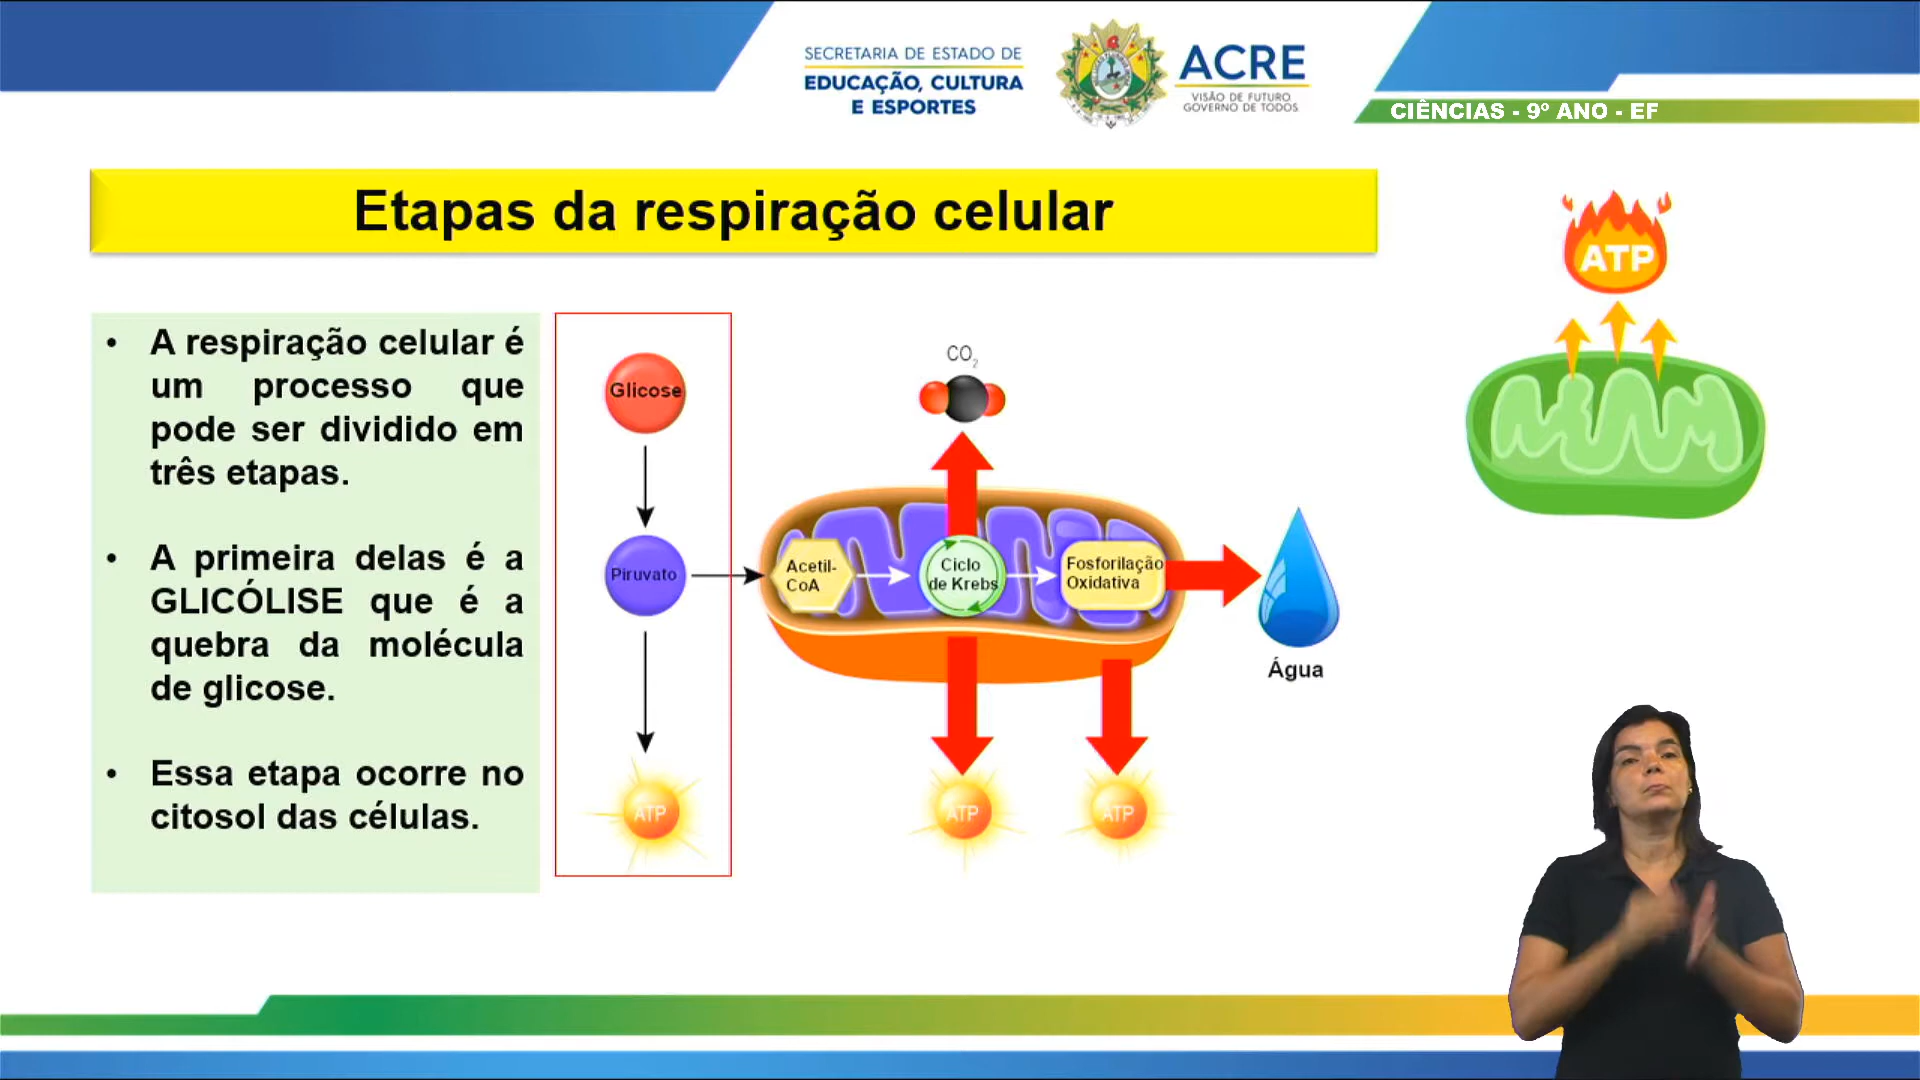 SECRETARIA DE ESTADO DE
EDUCAÇÃO, CULTURA
E ESPORTES
ACRE
VISÃO DE FUTURO
GOVERNO DE TODOS
CIÊNCIAS - 9º ANO - EF
Etapas da respiração celular
• A respiração celular é
um processo que
pode ser dividido em
três etapas.
• A primeira delas é a
GLICÓLISE que é a
quebra da molécula
de glicose.
• Essa etapa ocorre no
citosol das células.
Glicose
Piruvato
ATP
CO₂
Acetil-
CoA
Ciclo
de Krebs
Fosforilação
Oxidativa
Água
ATP
ATP
ATP